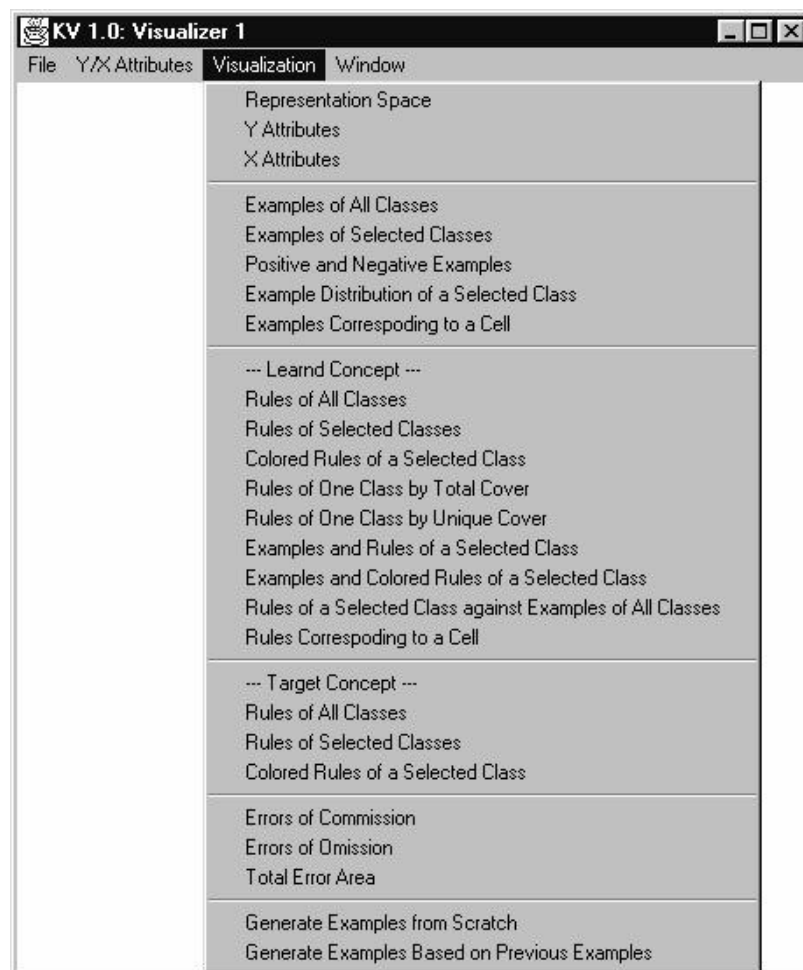 KV 1.0: Visualizer 1
File Y/X Attributes Visualization Window
Representation Space
Y Attributes
X Attributes
Examples of All Classes
Examples of Selected Classes
Positive and Negative Examples
Example Distribution of a Selected Class
Examples Correspoding to a Cell
--- Learnd Concept ---
Rules of All Classes
Rules of Selected Classes
Colored Rules of a Selected Class
Rules of One Class by Total Cover
Rules of One Class by Unique Cover
Examples and Rules of a Selected Class
Examples and Colored Rules of a Selected Class
Rules of a Selected Class against Examples of All Classes
Rules Correspoding to a Cell
--- Target Concept ---
Rules of All Classes
Rules of Selected Classes
Colored Rules of a Selected Class
Errors of Commission
Errors of Omission
Total Error Area
Generate Examples from Scratch
Generate Examples Based on Previous Examples